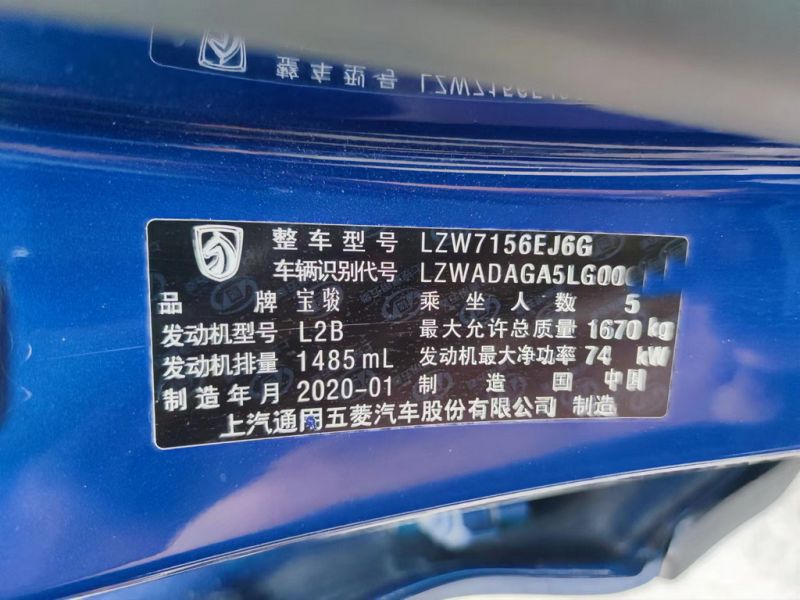 整车型号 LZW7156EJ6G
车辆识别代号 LZWADAGA5LG00
品牌 宝骏 乘坐人数 5
发动机型号 L2B 最大允许总质量 1670 kg
发动机排量 1485 mL 发动机最大净功率 74 kW
制造年月 2020-01 制造国 中国
上汽通用五菱汽车股份有限公司 制造